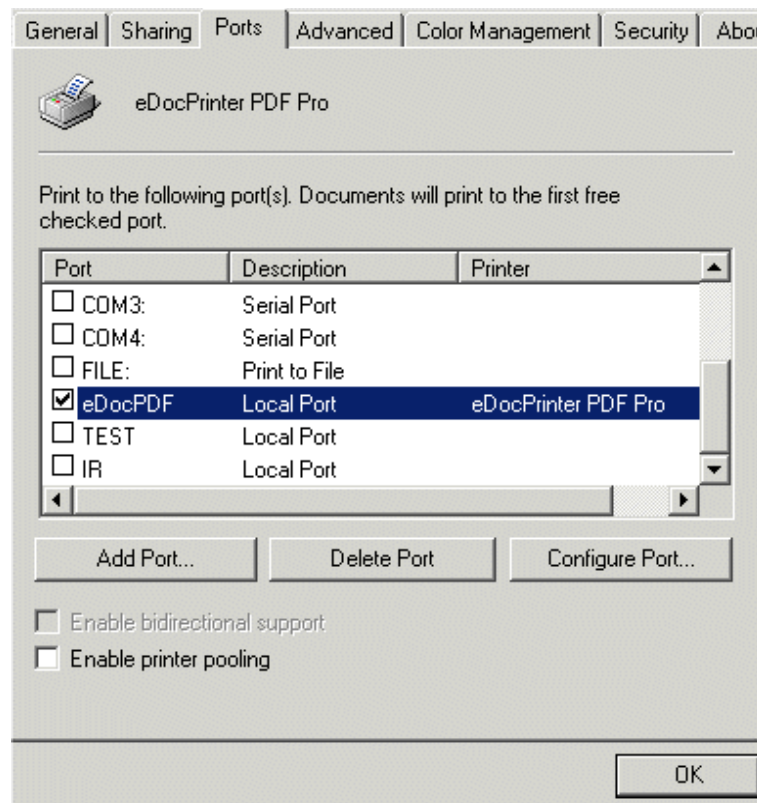 General Sharing Ports Advanced Color Management Security Abou
eDocPrinter PDF Pro
Print to the following port(s). Documents will print to the first free
checked port.
Port Description Printer
COM3: Serial Port
COM4: Serial Port
FILE: Print to File
eDocPDF Local Port eDocPrinter PDF Pro
TEST Local Port
IR Local Port
Add Port... Delete Port Configure Port...
Enable bidirectional support
Enable printer pooling
OK